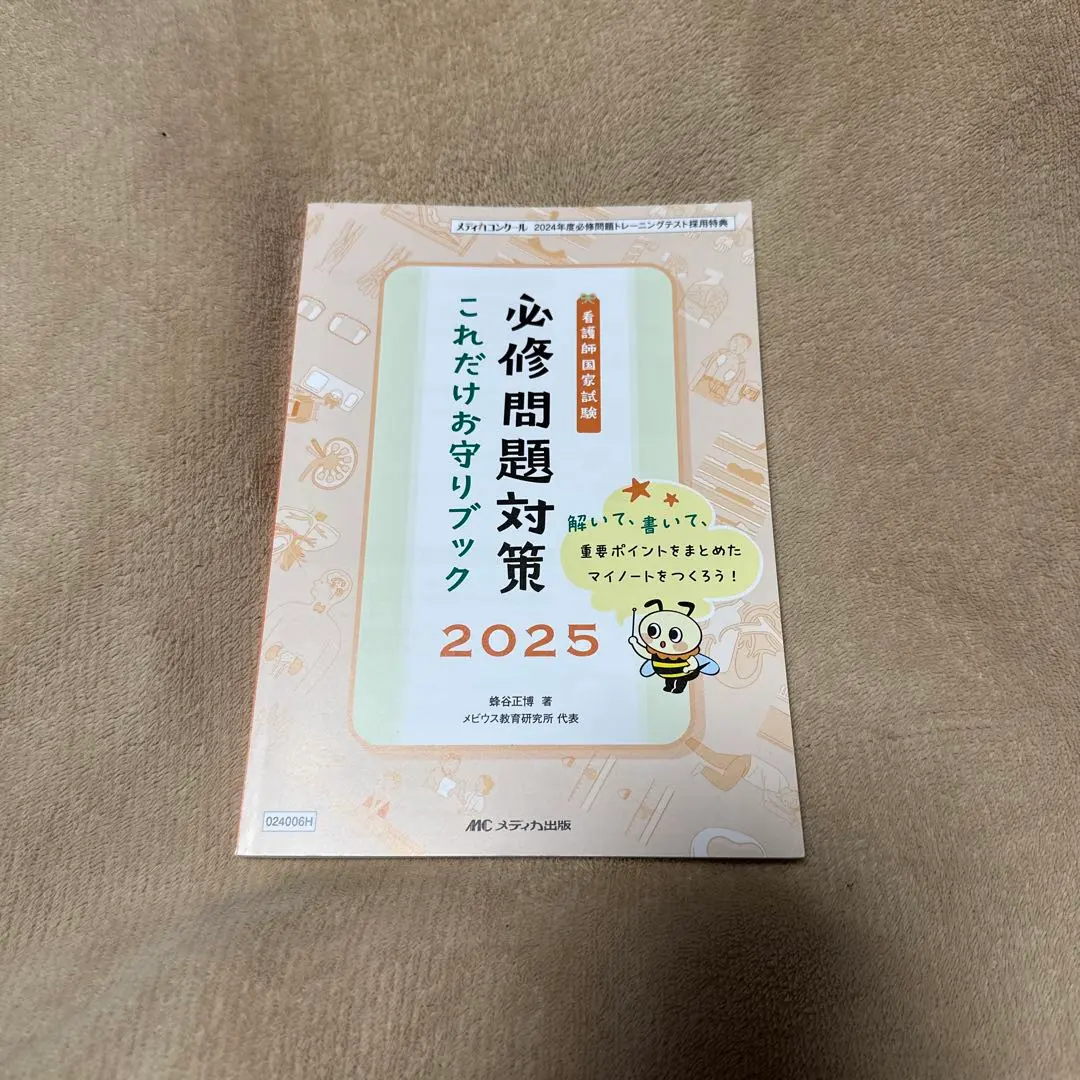 メディカコンクール 2024年度必修問題トレーニングテスト採用特典
看護師国家試験
必修問題対策
これだけお守りブック
2025
解いて、書いて、
重要ポイントをまとめた
マイノートをつくろう！
蜂谷正博 著
メビウス教育研究所 代表
024006H
MC メディカ出版